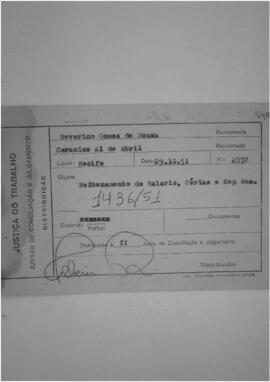 JUSTIÇA DO TRABALHO
JUNTAS DE CONCILIAÇÃO E JULGAMENTO
DISTRIBUIÇÃO
Severino Gomes de Souza
Reclamante
Ceramica 21 de Abril
Reclamado
Local: Recife Data 29.10.51 N.º
Objeto
de Salario, Férias e Rep Rem.
1436/51
Documentos
Verbal
Distribuido à II Junta de Conciliação e Julgamento
Distribuidor